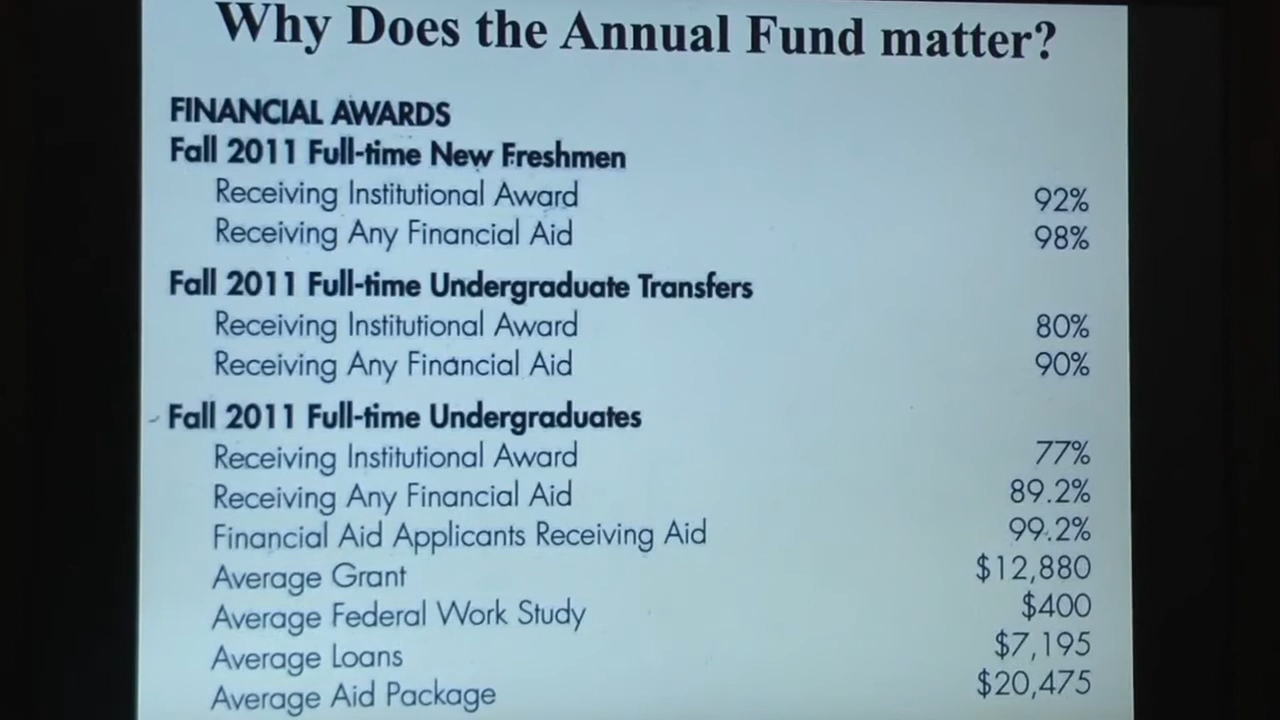 Why Does the Annual Fund matter?
FINANCIAL AWARDS
Fall 2011 Full-time New Freshmen
Receiving Institutional Award 92%
Receiving Any Financial Aid 98%
Fall 2011 Full-time Undergraduate Transfers
Receiving Institutional Award 80%
Receiving Any Financial Aid 90%
Fall 2011 Full-time Undergraduates
Receiving Institutional Award 77%
Receiving Any Financial Aid 89.2%
Financial Aid Applicants Receiving Aid 99.2%
Average Grant $12,880
Average Federal Work Study $400
Average Loans $7,195
Average Aid Package $20,475